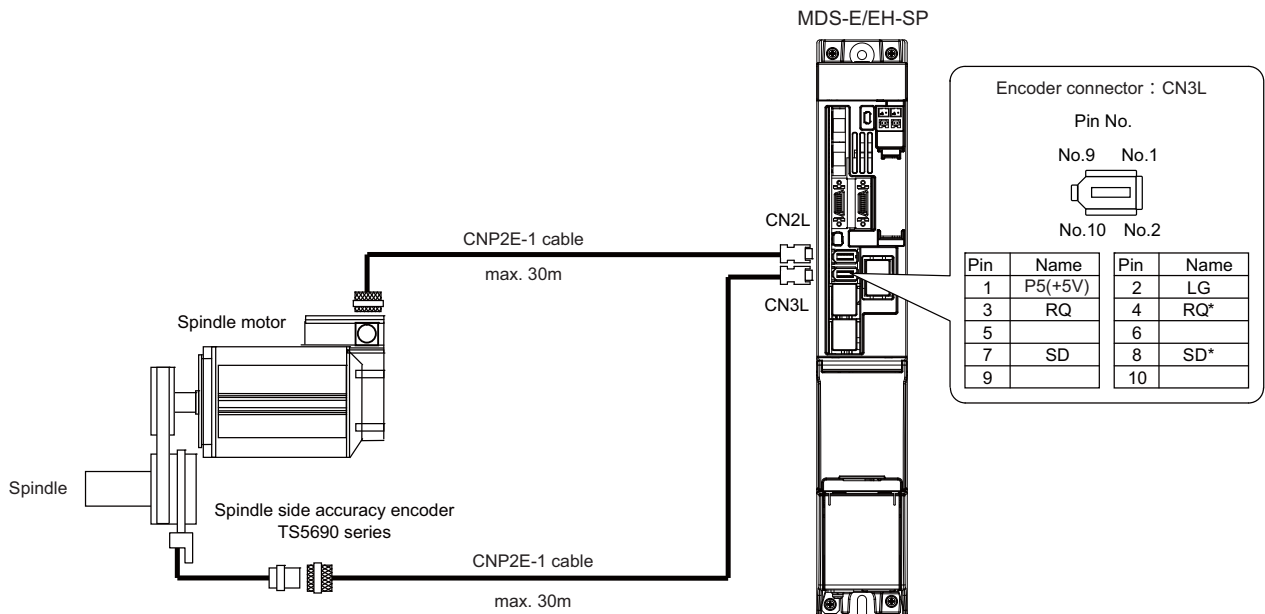 MDS-E/EH-SP
Encoder connector : CN3L
Pin No.
No.9 No.1
No.10 No.2
Pin Name Pin Name
1 P5(+5V) 2 LG
3 RQ 4 RQ*
5 6
7 SD 8 SD*
9 10
CN2L
CNP2E-1 cable
max. 30m
CN3L
Spindle motor
Spindle
Spindle side accuracy encoder
TS5690 series
CNP2E-1 cable
max. 30m